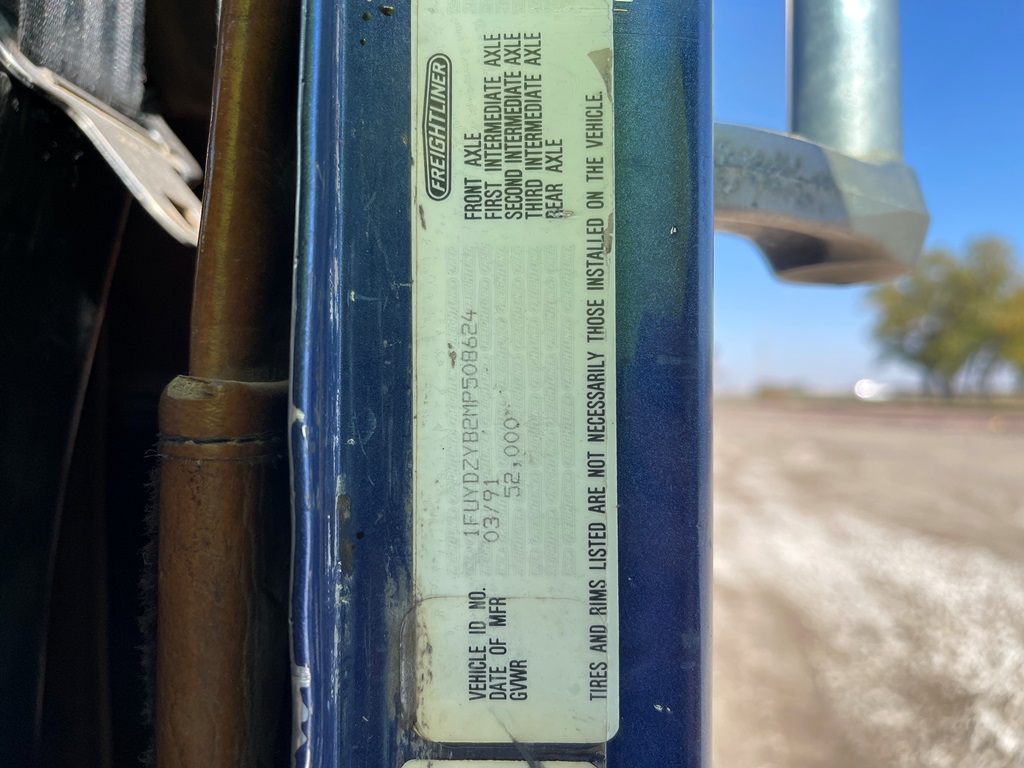 FREIGHTLINER
VEHICLE ID NO. 1FUYDZYB2MP508624
DATE OF MFR 03/91
GVWR 52,000
FRONT AXLE
FIRST INTERMEDIATE AXLE
SECOND INTERMEDIATE AXLE
THIRD INTERMEDIATE AXLE
REAR AXLE
TIRES AND RIMS LISTED ARE NOT NECESSARILY THOSE INSTALLED ON THE VEHICLE.